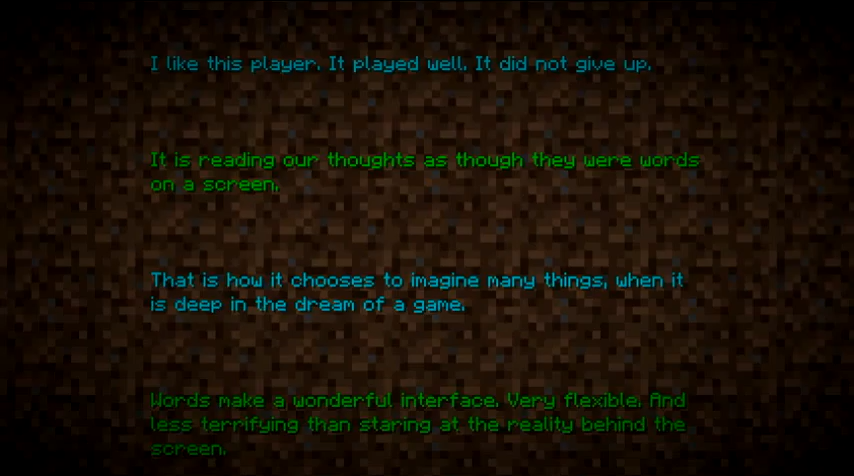 I like this player. It played well. It did not give up.
It is reading our thoughts as though they were words
on a screen.
That is how it chooses to imagine many things, when it
is deep in the dream of a game.
Words make a wonderful interface. Very flexible. And
less terrifying than staring at the reality behind the
screen.